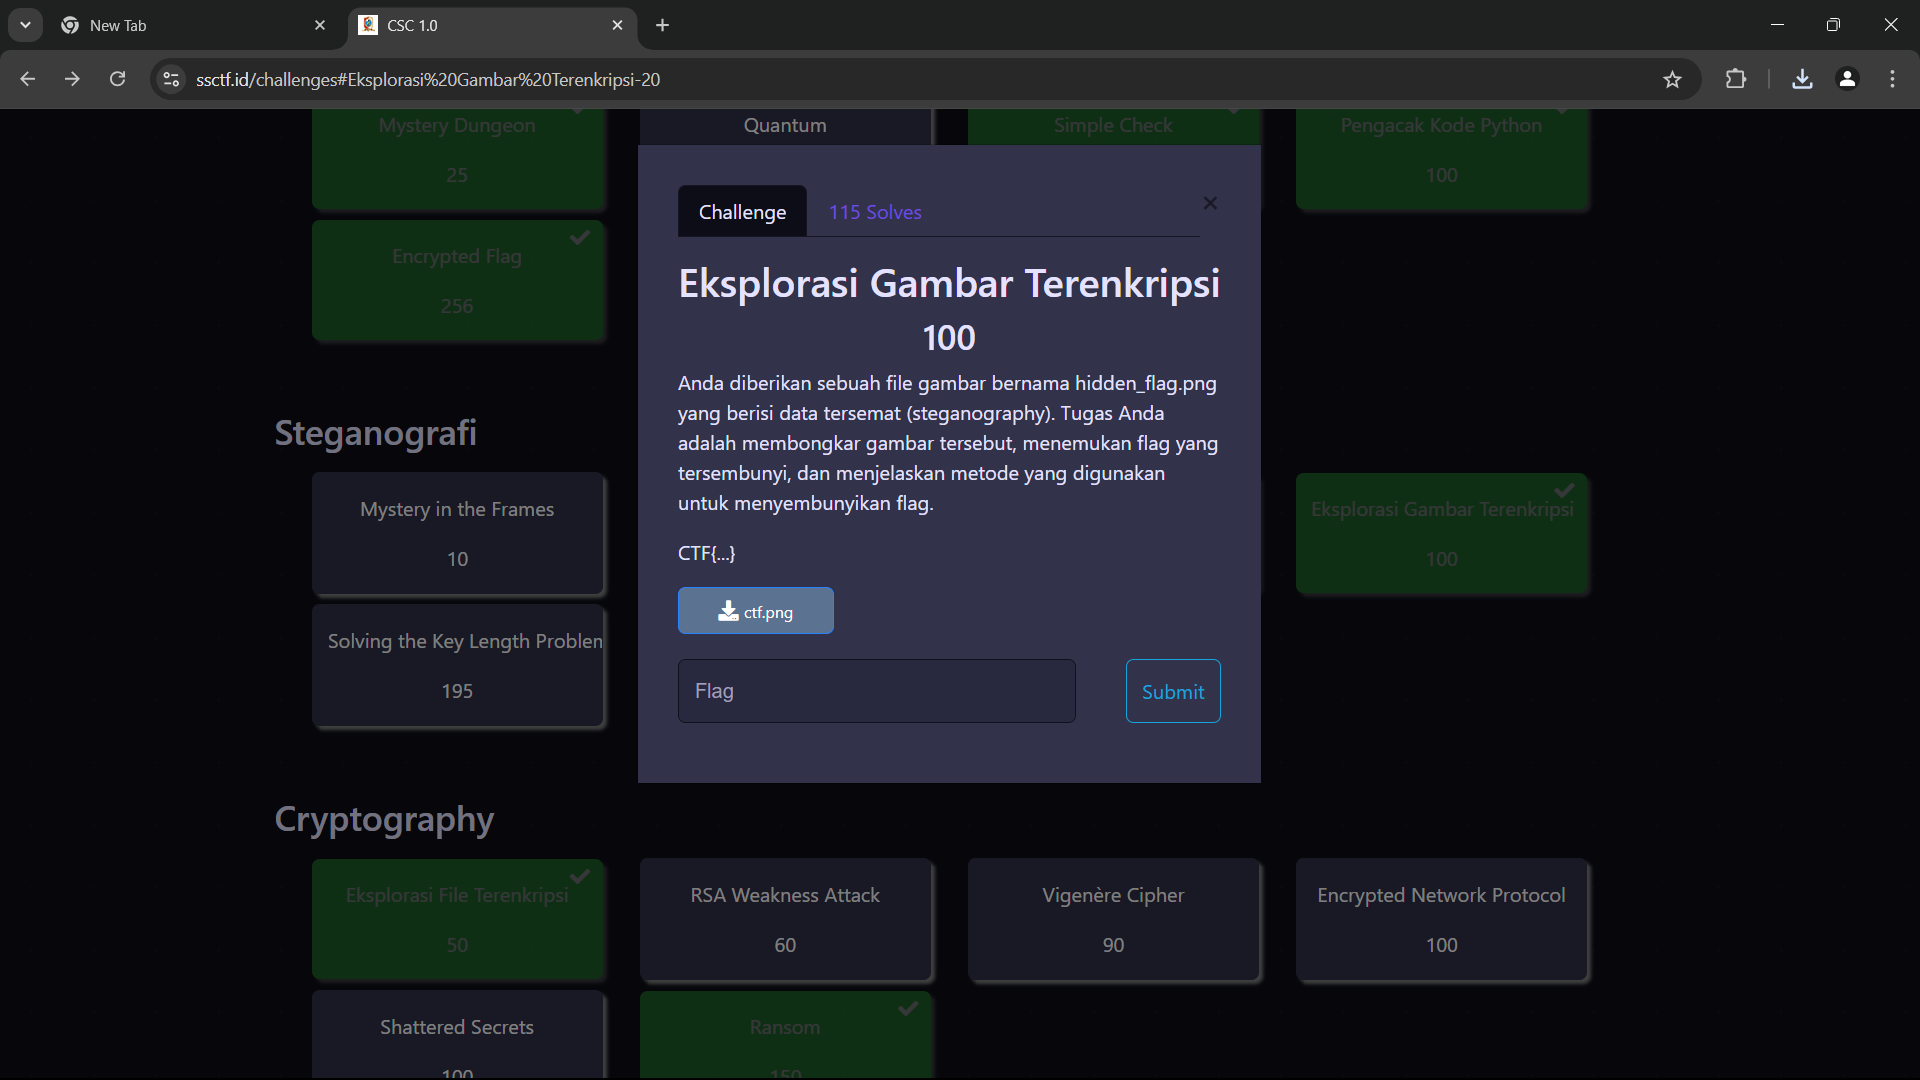 New Tab
CSC 1.0
ssctf.id/challenges#Eksplorasi%20Gambar%20Terenkripsi-20
Mystery Dungeon
25
Quantum
Simple Check
Pengacak Kode Python
100
Encrypted Flag
256
Challenge
115 Solves
Eksplorasi Gambar Terenkripsi
100
Anda diberikan sebuah file gambar bernama hidden_flag.png
yang berisi data tersemat (steganography). Tugas Anda
adalah membongkar gambar tersebut, menemukan flag yang
tersembunyi, dan menjelaskan metode yang digunakan
untuk menyembunyikan flag.
CTF{...}
ctf.png
Flag
Submit
Steganografi
Mystery in the Frames
10
Eksplorasi Gambar Terenkripsi
100
Solving the Key Length Problem
195
Cryptography
Eksplorasi File Terenkripsi
50
RSA Weakness Attack
60
Vigenère Cipher
90
Encrypted Network Protocol
100
Shattered Secrets
100
Ransom
150